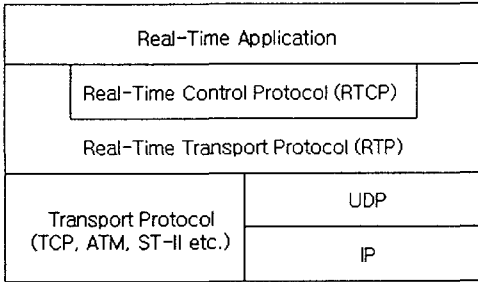 Real-Time Application
Real-Time Control Protocol (RTCP)
Real-Time Transport Protocol (RTP)
Transport Protocol
(TCP, ATM, ST-II etc.)
UDP
IP